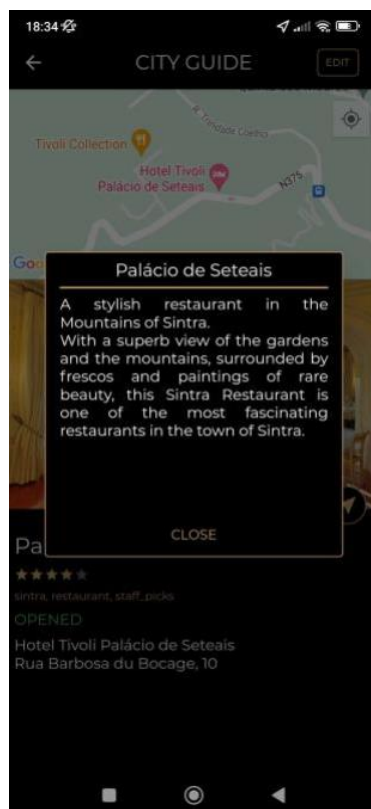 18:34
CITY GUIDE
EDIT
R. Trindade Coelho
Tivoli Collection
Hotel Tivoli
Palácio de Seteais
N375
Goo
Palácio de Seteais
A stylish restaurant in the
Mountains of Sintra.
With a superb view of the gardens
and the mountains, surrounded by
frescos and paintings of rare
beauty, this Sintra Restaurant is
one of the most fascinating
restaurants in the town of Sintra.
CLOSE
Pa
sintra, restaurant, staff_picks
OPENED
Hotel Tivoli Palácio de Seteais
Rua Barbosa du Bocage, 10